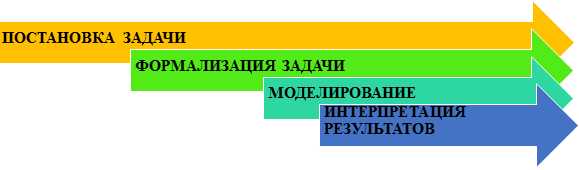 ПОСТАНОВКА ЗАДАЧИ
ФОРМАЛИЗАЦИЯ ЗАДАЧИ
МОДЕЛИРОВАНИЕ
ИНТЕРПРЕТАЦИЯ
РЕЗУЛЬТАТОВ